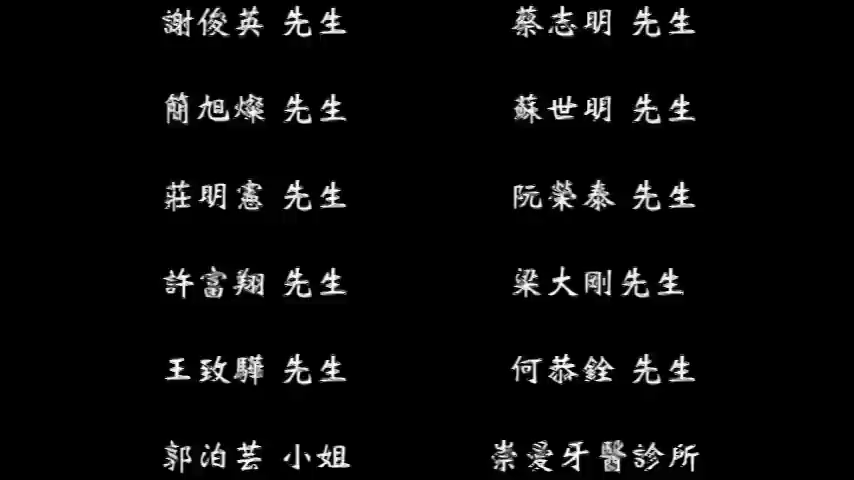 謝俊英 先生 蔡志明 先生
簡旭燦 先生 蘇世明 先生
莊明憲 先生 阮榮泰 先生
許富翔 先生 梁大剛先生
王致驊 先生 何恭銓 先生
郭泊芸 小姐 崇愛牙醫診所